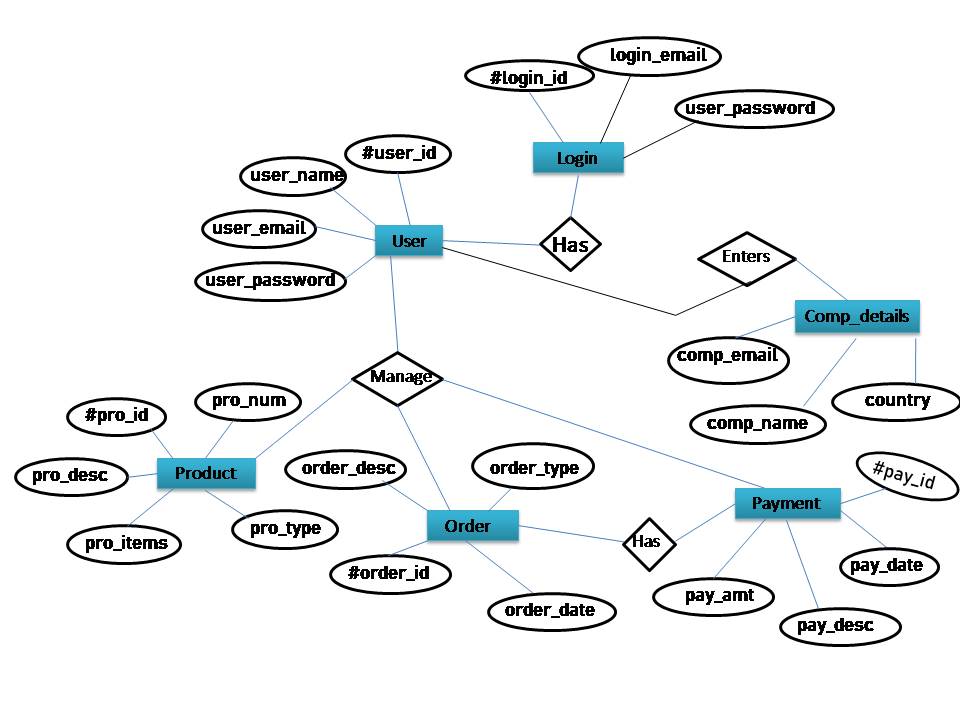 login_email
#login_id
user_password
#user_id
Login
user_name
user_email
User
Has
Enters
user_password
Comp_details
comp_email
Manage
pro_num
country
#pro_id
comp_name
order_desc
order_type
#pay_id
pro_desc
Product
Payment
pro_type
Order
Has
pro_items
pay_date
#order_id
pay_amt
order_date
pay_desc